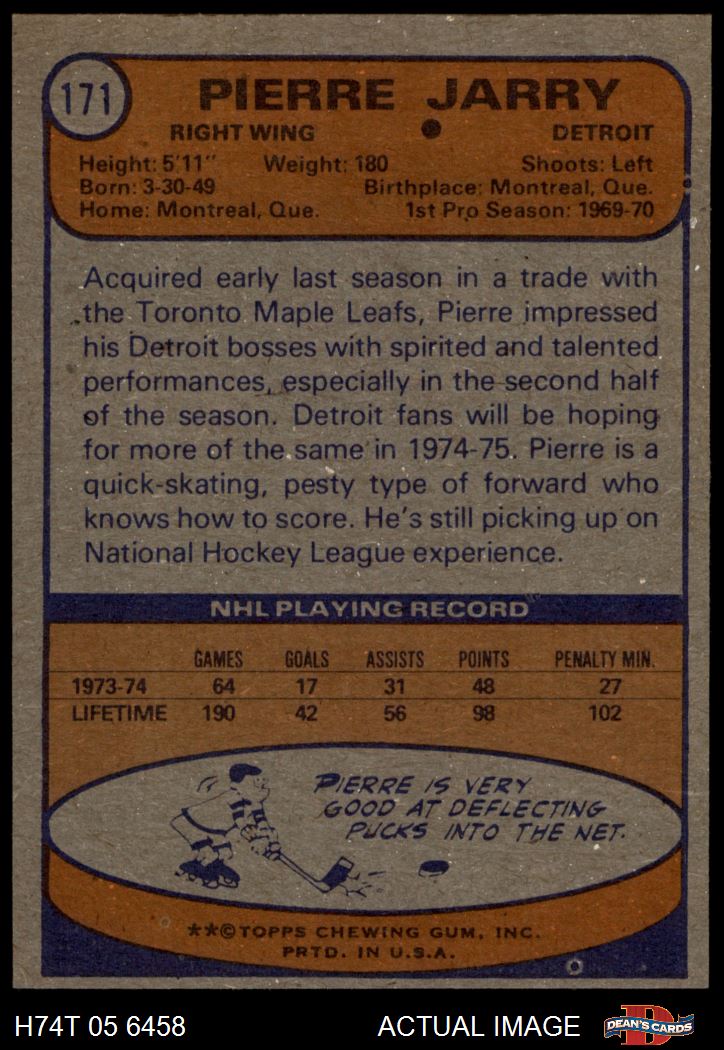 171
PIERRE JARRY
RIGHT WING DETROIT
Height: 5'11" Weight: 180 Shoots: Left
Born: 3-30-49 Birthplace: Montreal, Que.
Home: Montreal, Que. 1st Pro Season: 1969-70
Acquired early last season in a trade with
the Toronto Maple Leafs, Pierre impressed
his Detroit bosses with spirited and talented
performances, especially in the second half
of the season. Detroit fans will be hoping
for more of the same in 1974-75. Pierre is a
quick-skating, pesty type of forward who
knows how to score. He's still picking up on
National Hockey League experience.
NHL PLAYING RECORD
GAMES GOALS ASSISTS POINTS PENALTY MIN.
1973-74 64 17 31 48 27
LIFETIME 190 42 56 98 102
PIERRE IS VERY
GOOD AT DEFLECTING
PUCKS INTO THE NET.
**©TOPPS CHEWING GUM, INC.
PRTD. IN U.S.A.
H74T 05 6458 ACTUAL IMAGE DEAN'S CARDS